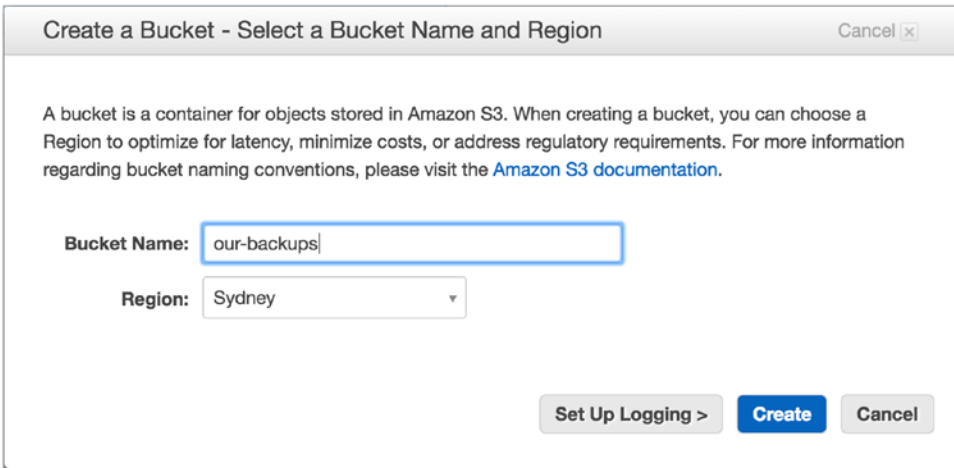 Create a Bucket - Select a Bucket Name and Region
Cancel x
A bucket is a container for objects stored in Amazon S3. When creating a bucket, you can choose a
Region to optimize for latency, minimize costs, or address regulatory requirements. For more information
regarding bucket naming conventions, please visit the Amazon S3 documentation.
Bucket Name: our-backups
Region: Sydney
Set Up Logging > Create Cancel